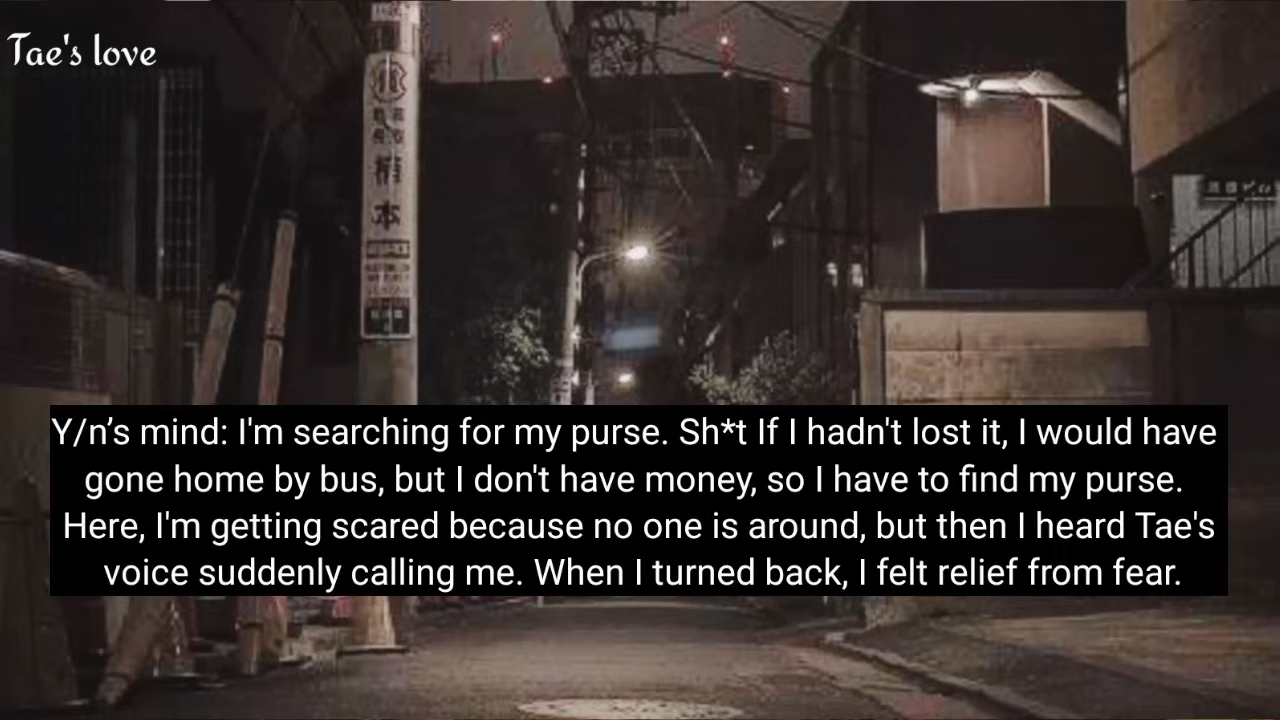 Tae's love
本
Y/n’s mind: I'm searching for my purse. Sh*t If I hadn't lost it, I would have
gone home by bus, but I don't have money, so I have to find my purse.
Here, I'm getting scared because no one is around, but then I heard Tae's
voice suddenly calling me. When I turned back, I felt relief from fear.